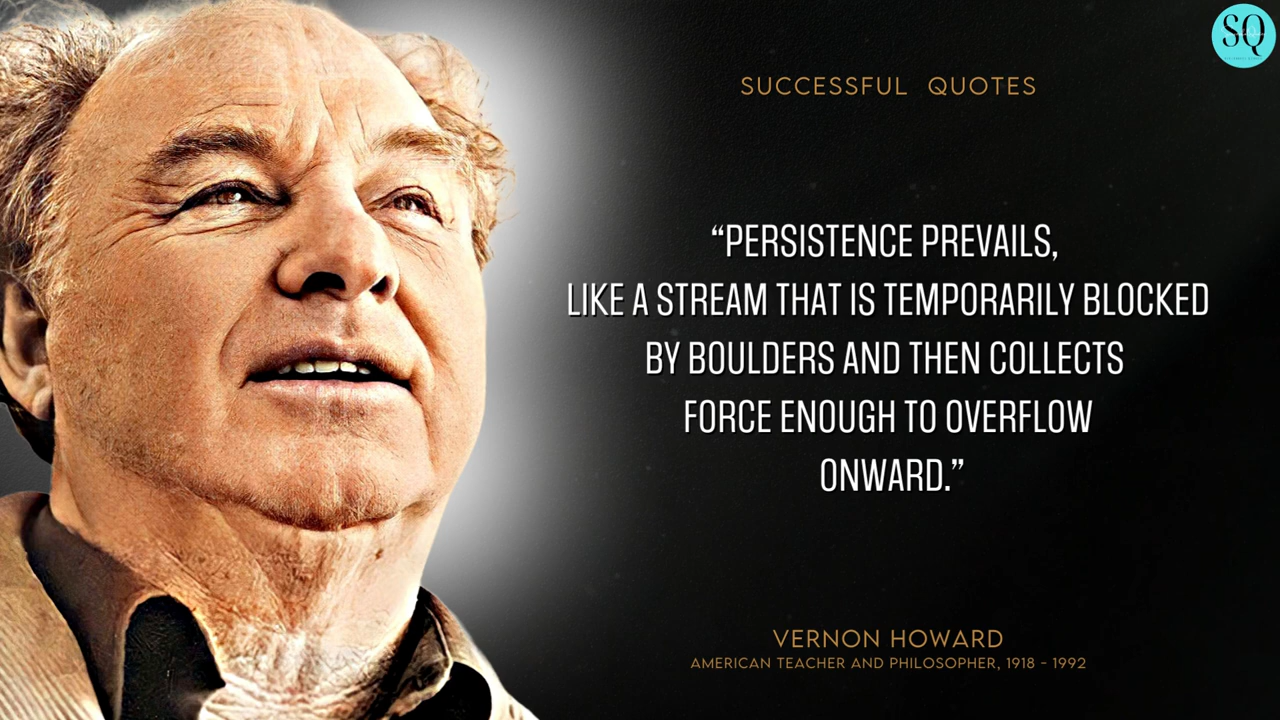 SQ
SUCCESSFUL QUOTES
“PERSISTENCE PREVAILS,
LIKE A STREAM THAT IS TEMPORARILY BLOCKED
BY BOULDERS AND THEN COLLECTS
FORCE ENOUGH TO OVERFLOW
ONWARD.”
VERNON HOWARD
AMERICAN TEACHER AND PHILOSOPHER, 1918 - 1992